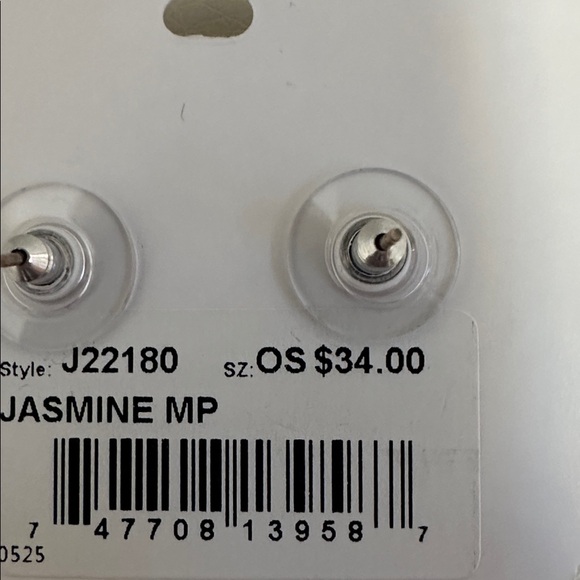 Style: J22180 SZ: OS $34.00
JASMINE MP
7 47708 13958 7
0525